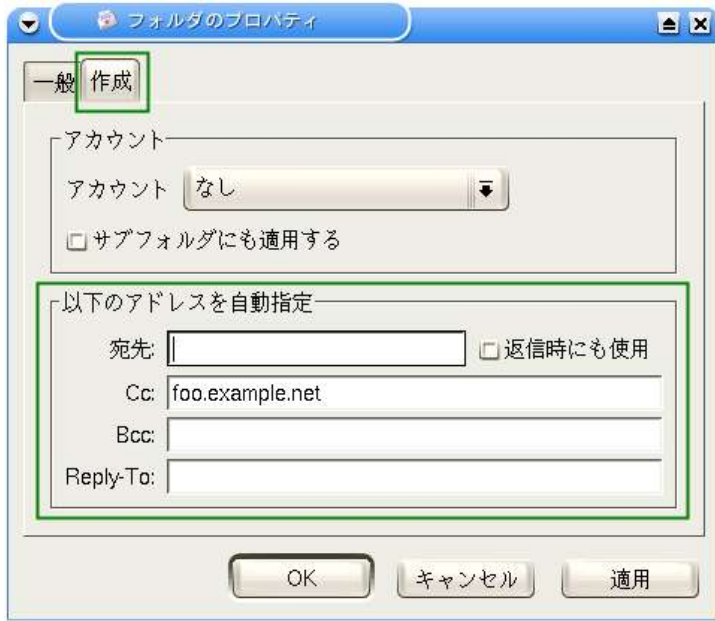 フォルダのプロパティ
一般 作成
アカウント
アカウント なし
サブフォルダにも適用する
以下のアドレスを自動指定
宛先: 返信時にも使用
Cc: foo.example.net
Bcc:
Reply-To:
OK キャンセル 適用